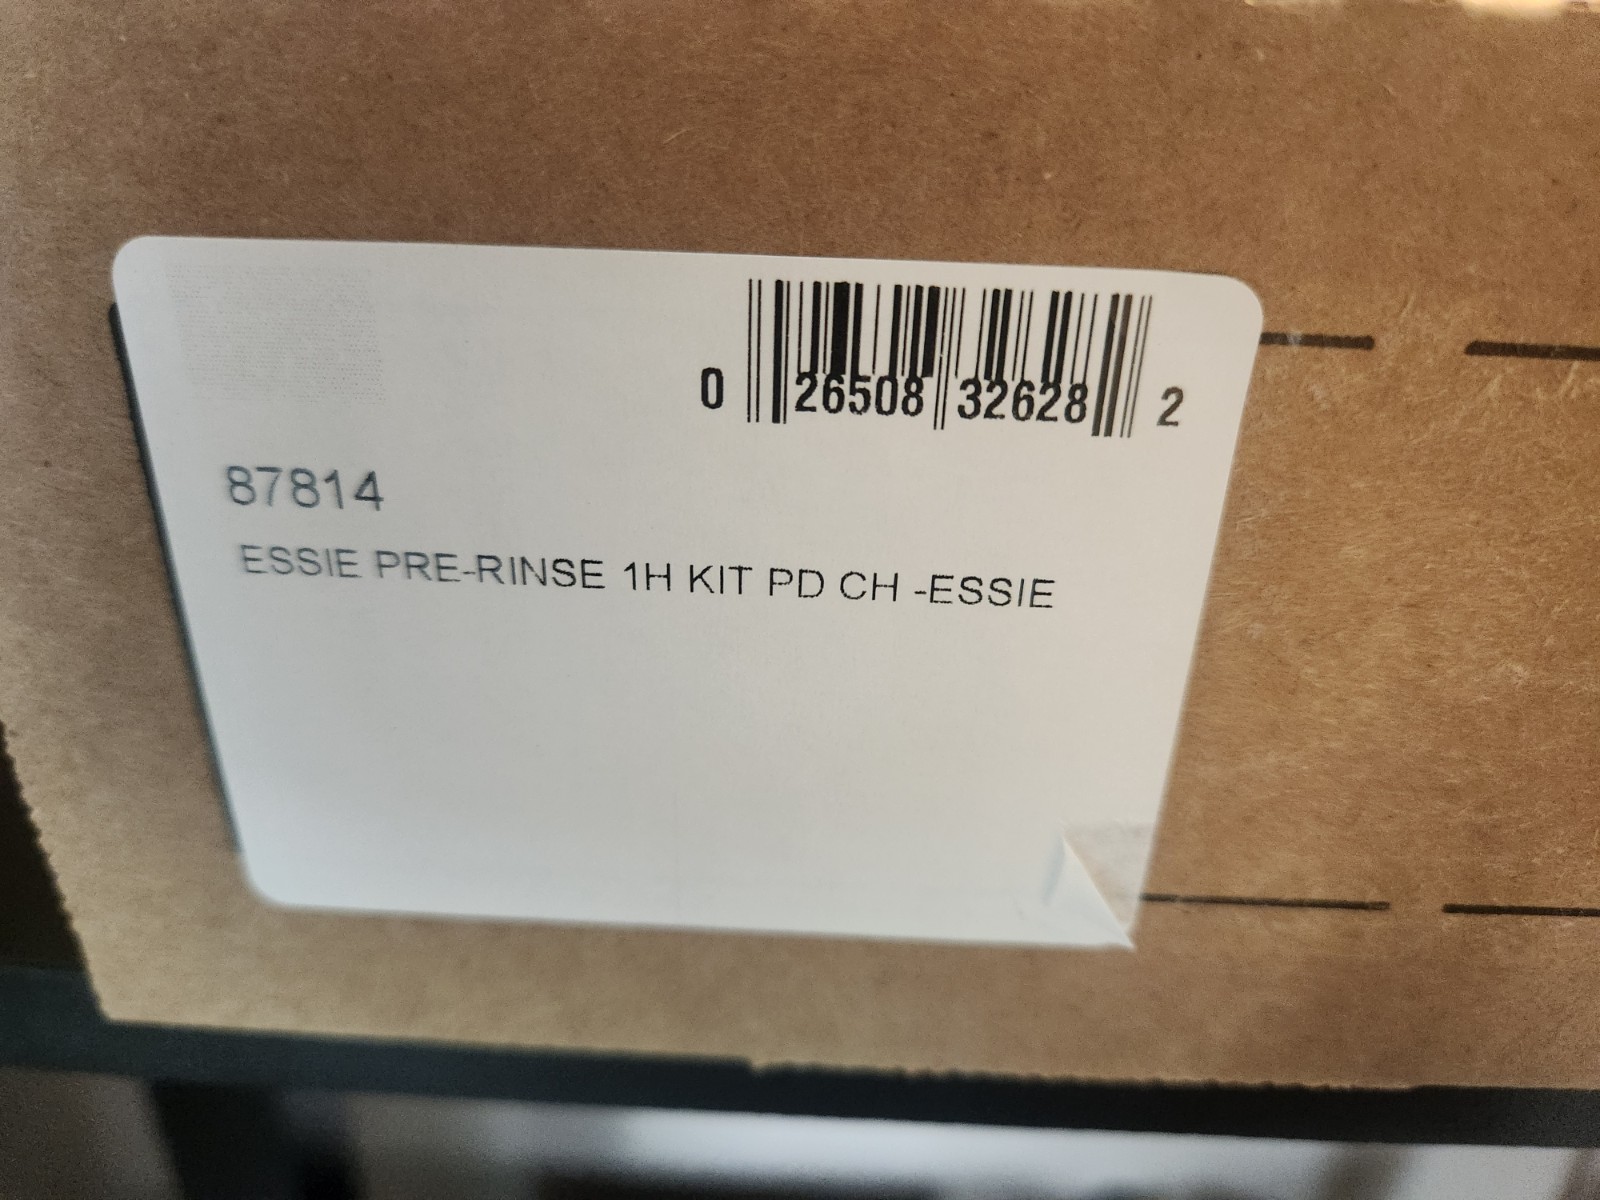 0 26508 32628 2
87814
ESSIE PRE-RINSE 1H KIT PD CH -ESSIE